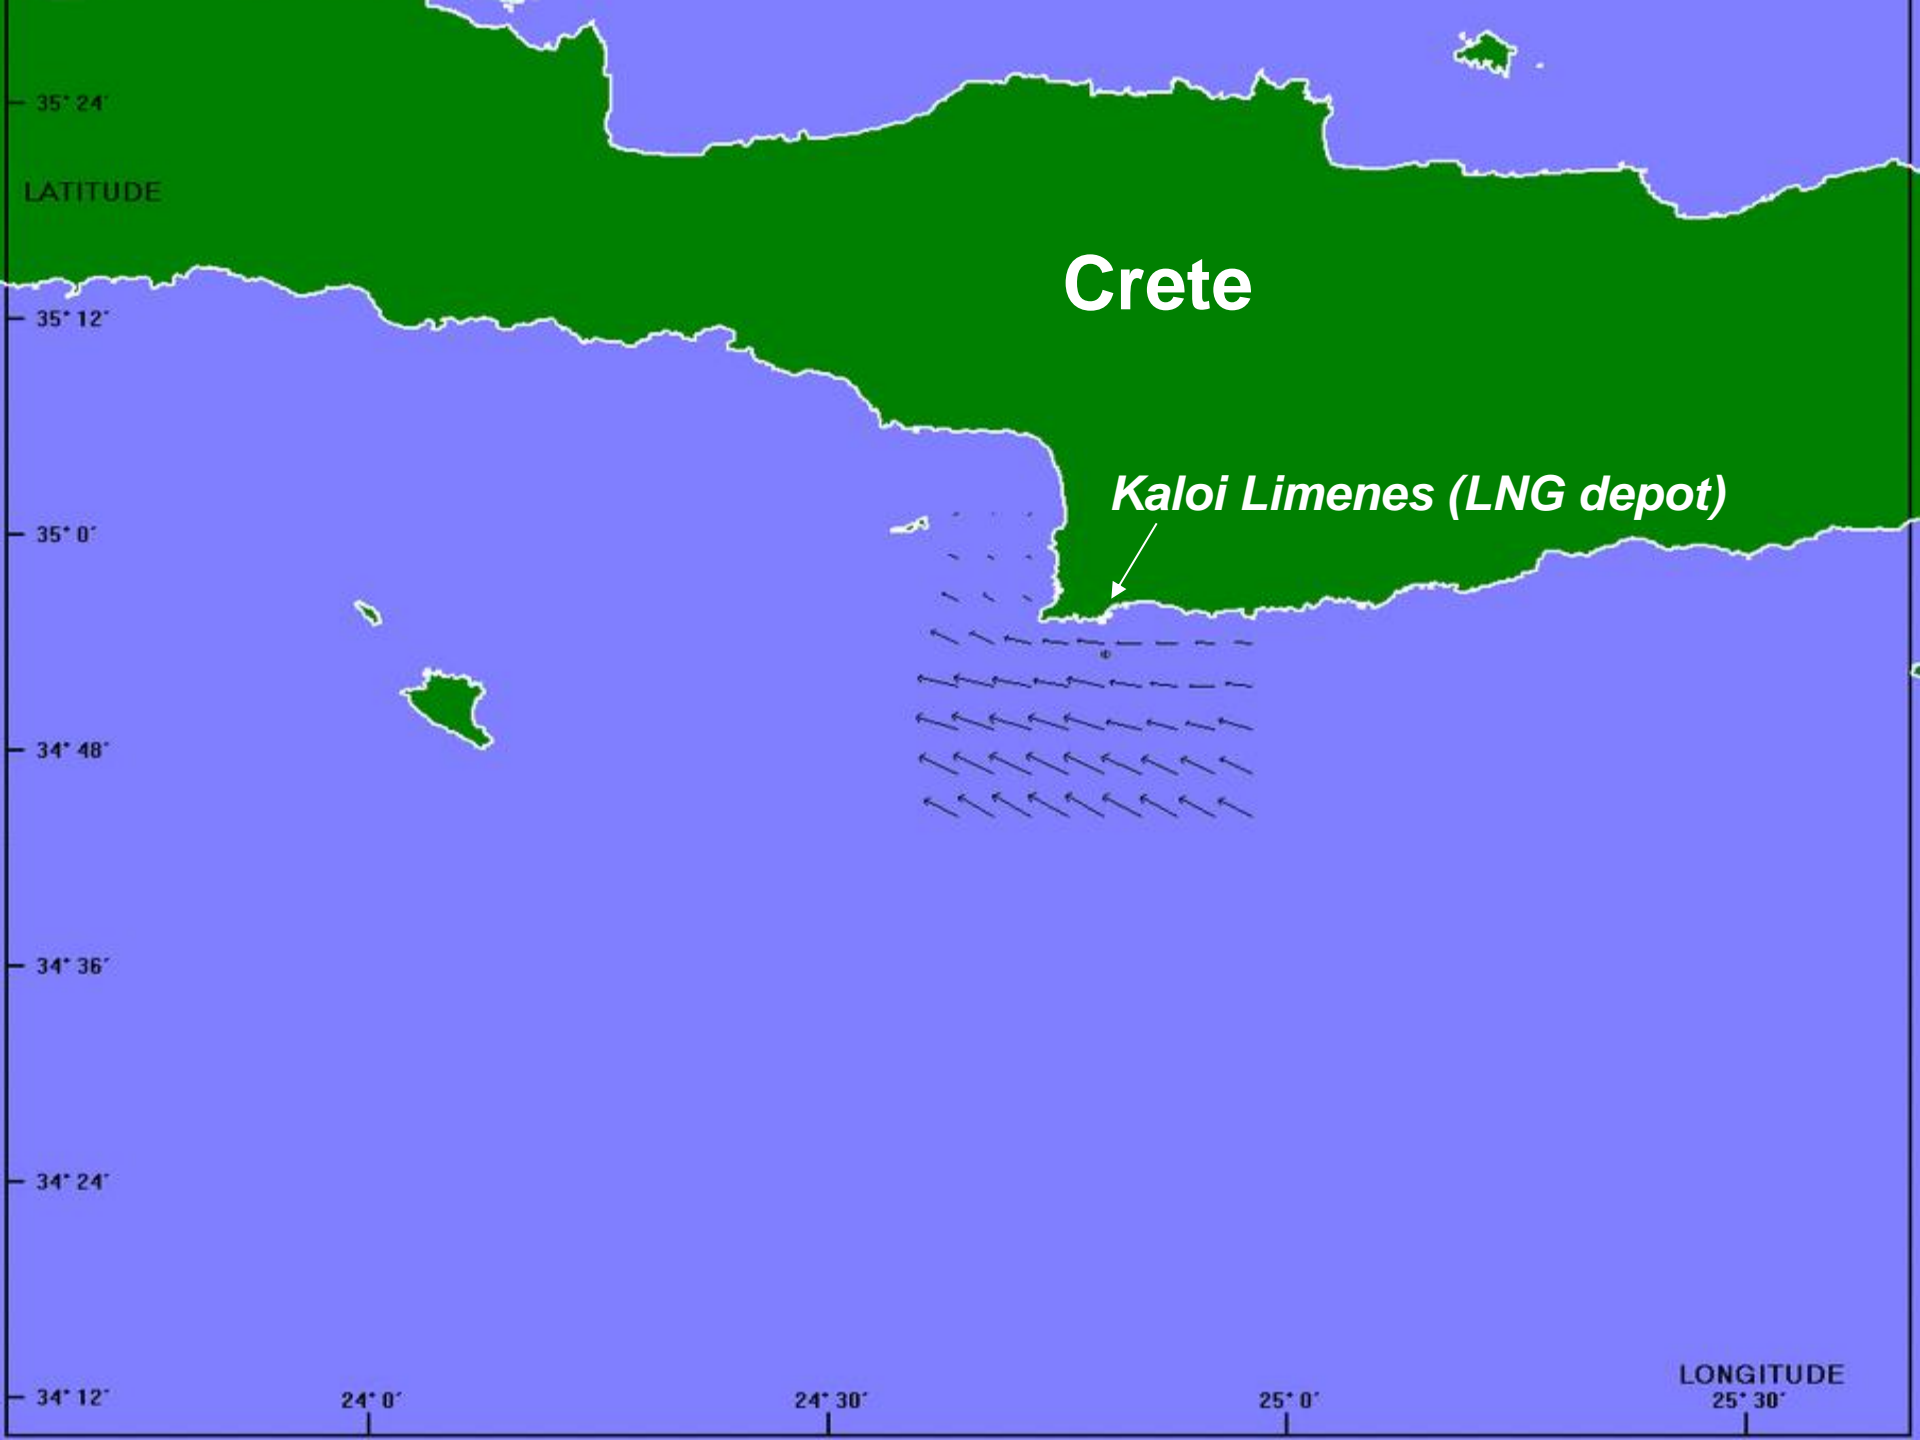 35° 24′
LATITUDE
Crete
35° 12′
Kaloi Limenes (LNG depot)
35° 0′
34° 48′
34° 36′
34° 24′
LONGITUDE
34° 12′ 24° 0′ 24° 30′ 25° 0′ 25° 30′